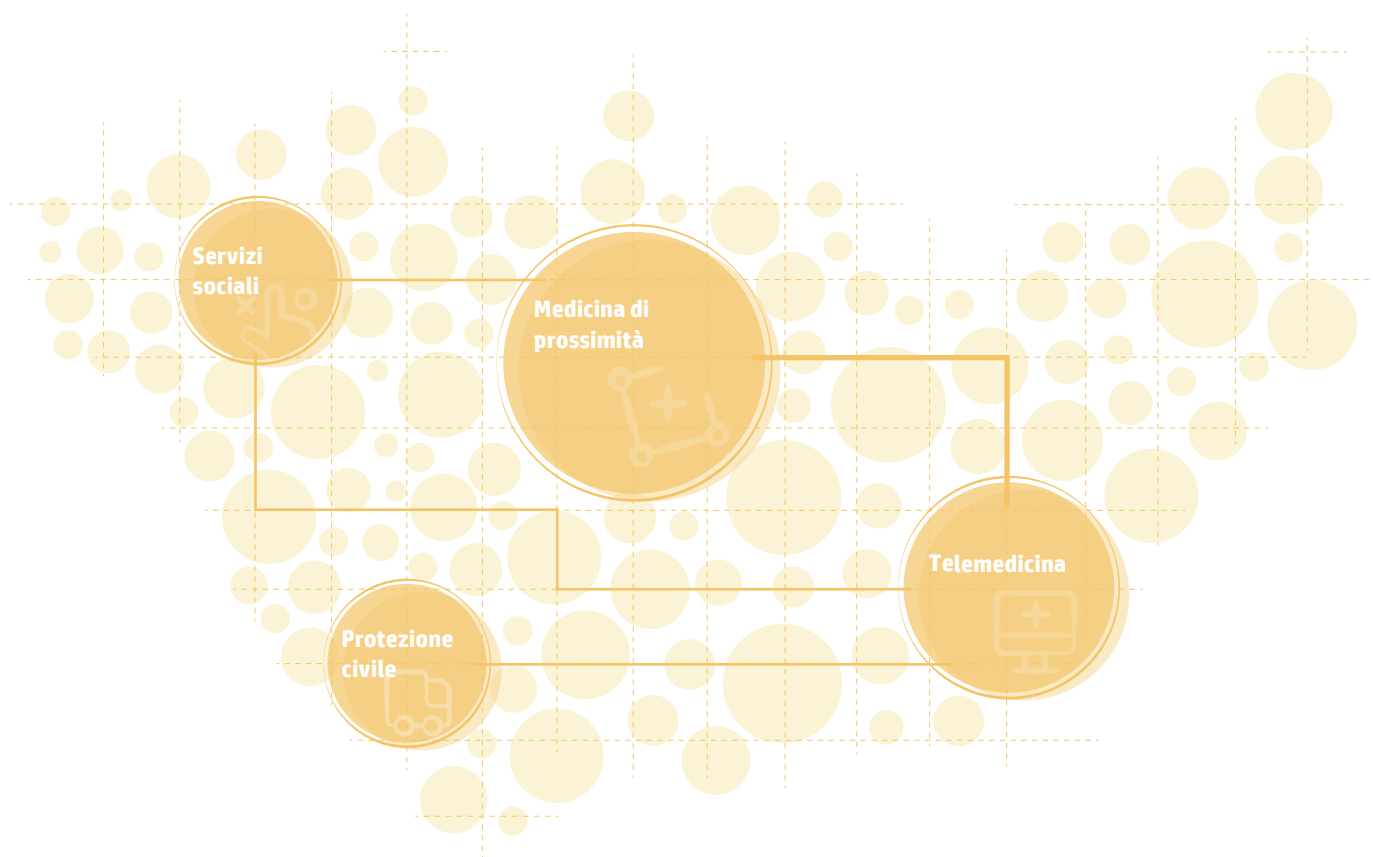 Servizi
sociali
Medicina di
prossimità
Telemedicina
Protezione
civile